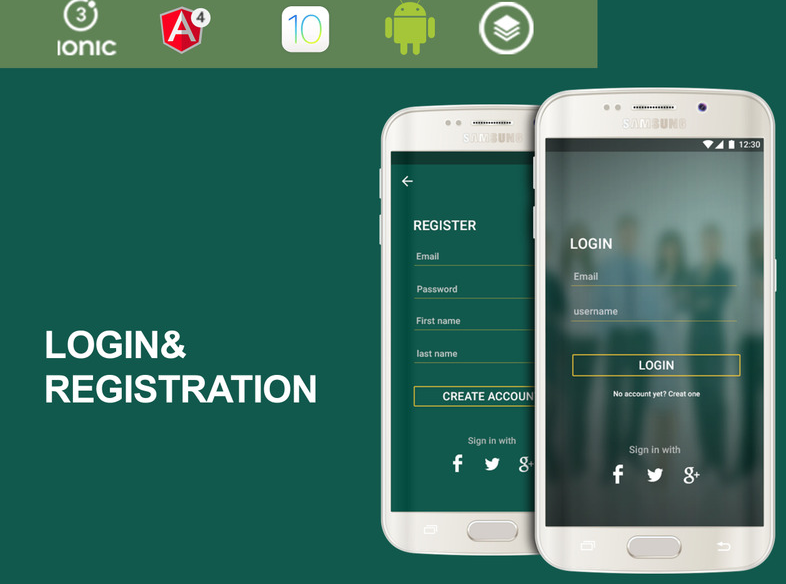 3
IONIC
A
4
10
LOGIN&
REGISTRATION
SAMSUNG
REGISTER
Email
Password
First name
last name
CREATE ACCOUN
Sign in with
f
g+
SAMSUNG
12:30
LOGIN
Email
username
LOGIN
No account yet? Creat one
Sign in with
f
g+